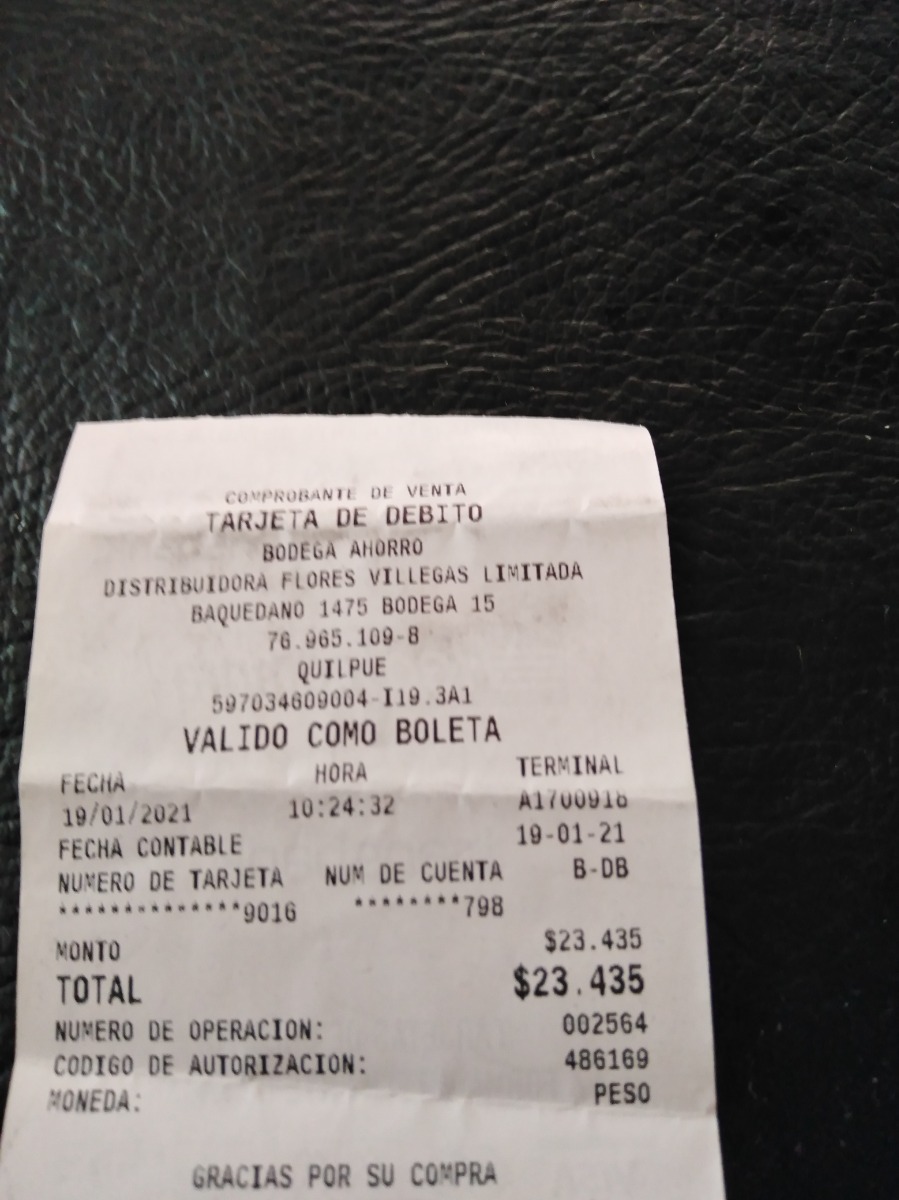 COMPROBANTE DE VENTA
TARJETA DE DEBITO
BODEGA AHORRO
DISTRIBUIDORA FLORES VILLEGAS LIMITADA
BAQUEDANO 1475 BODEGA 15
76.965.109-8
QUILPUE
597034609004-I19.3A1
VALIDO COMO BOLETA
FECHA HORA TERMINAL
19/01/2021 10:24:32 A1700918
FECHA CONTABLE 19-01-21
NUMERO DE TARJETA NUM DE CUENTA B-DB
**************9016 ********798
MONTO $23.435
TOTAL $23.435
NUMERO DE OPERACION: 002564
CODIGO DE AUTORIZACION: 486169
MONEDA: PESO
GRACIAS POR SU COMPRA